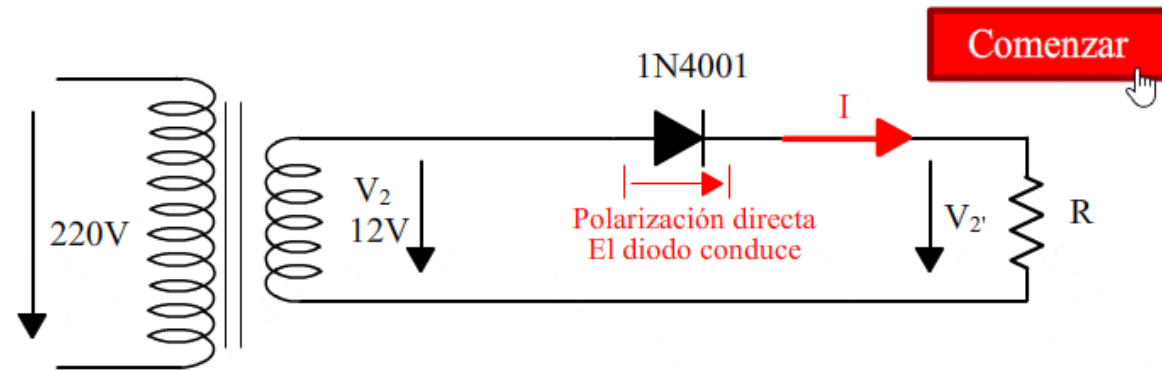 Comenzar
1N4001
I
220V
V₂
12V
Polarización directa
El diodo conduce
V₂'
R